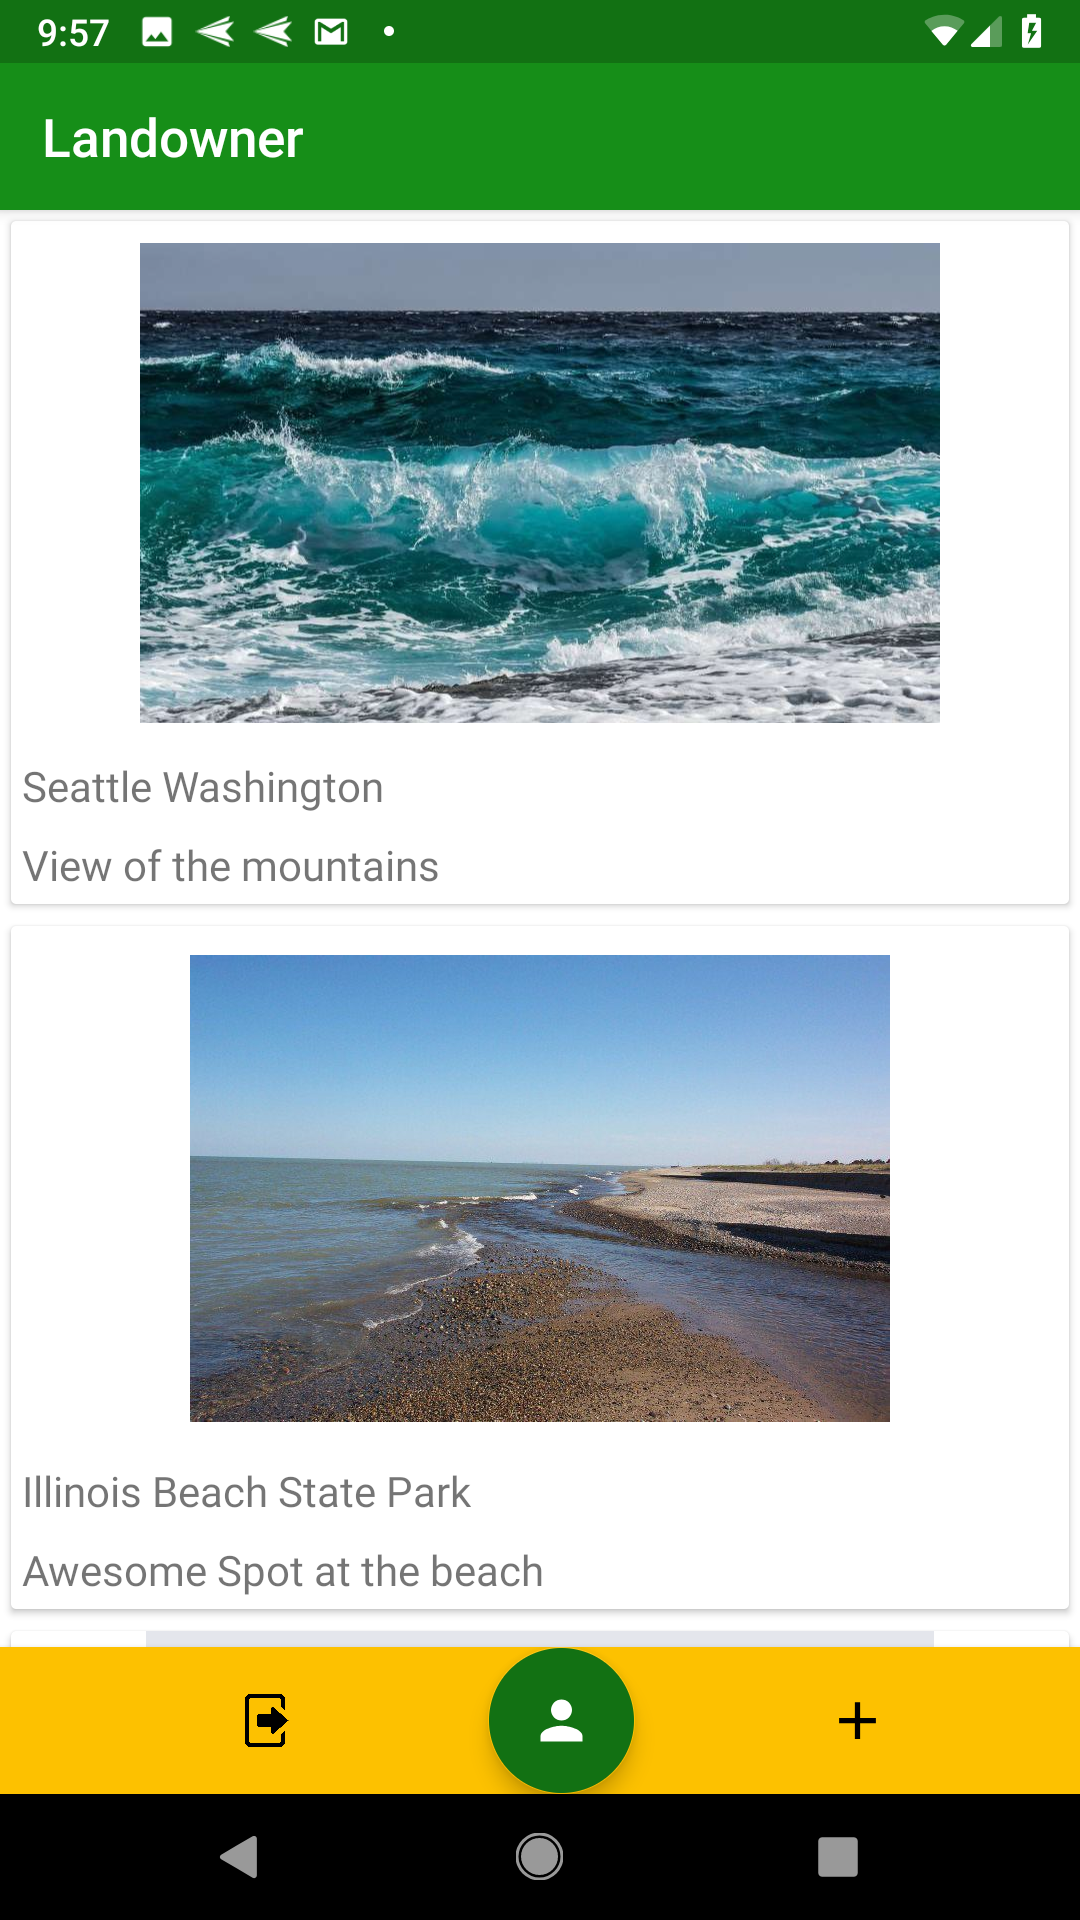 9:57
Landowner
Seattle Washington
View of the mountains
Illinois Beach State Park
Awesome Spot at the beach